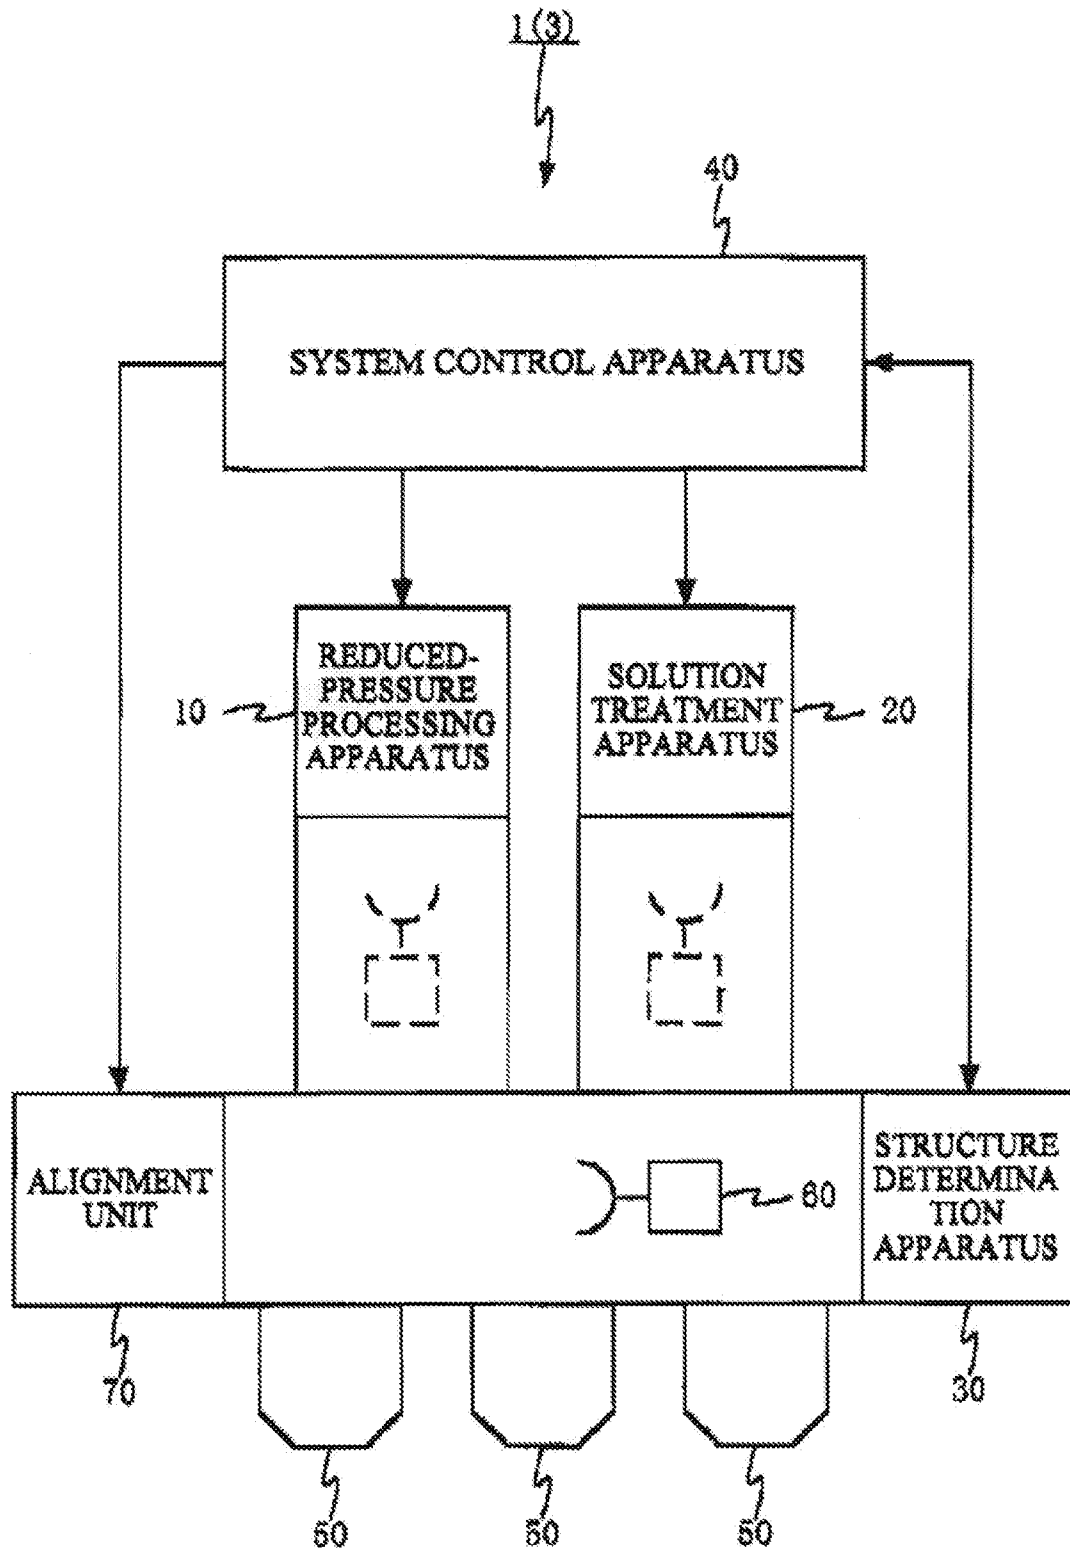 1(3)
40
SYSTEM CONTROL APPARATUS
REDUCED-
PRESSURE
PROCESSING
APPARATUS
10
SOLUTION
TREATMENT
APPARATUS
20
ALIGNMENT
UNIT
60
STRUCTURE
DETERMINA
TION
APPARATUS
70
30
50
50
50